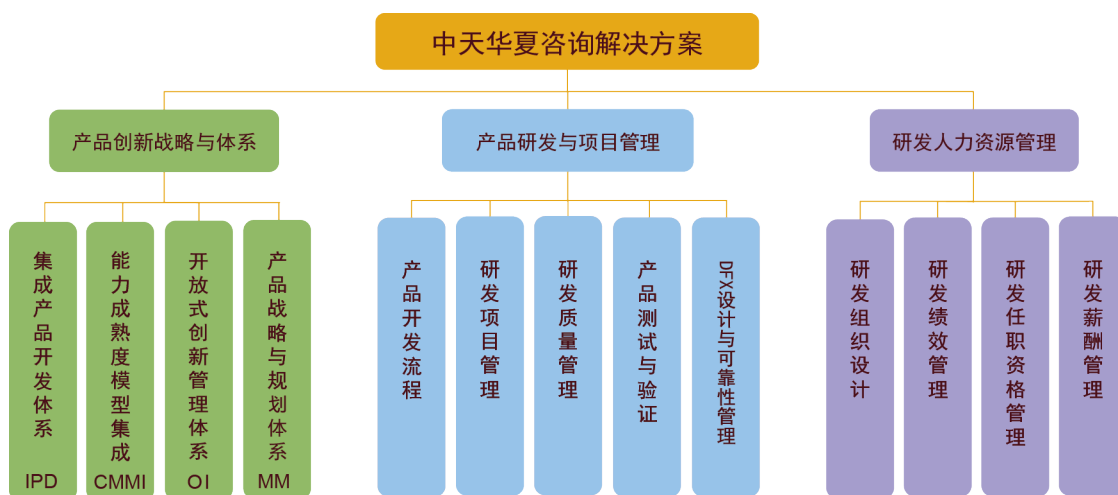 中天华夏咨询解决方案
产品创新战略与体系
产品研发与项目管理
研发人力资源管理
集成产品开发体系
IPD
能力成熟度模型集成
CMMI
开放式创新管理体系
OI
产品战略与规划体系
MM
产品开发流程
研发项目管理
研发质量管理
产品测试与验证
DFX设计与可靠性管理
研发组织设计
研发绩效管理
研发任职资格管理
研发薪酬管理